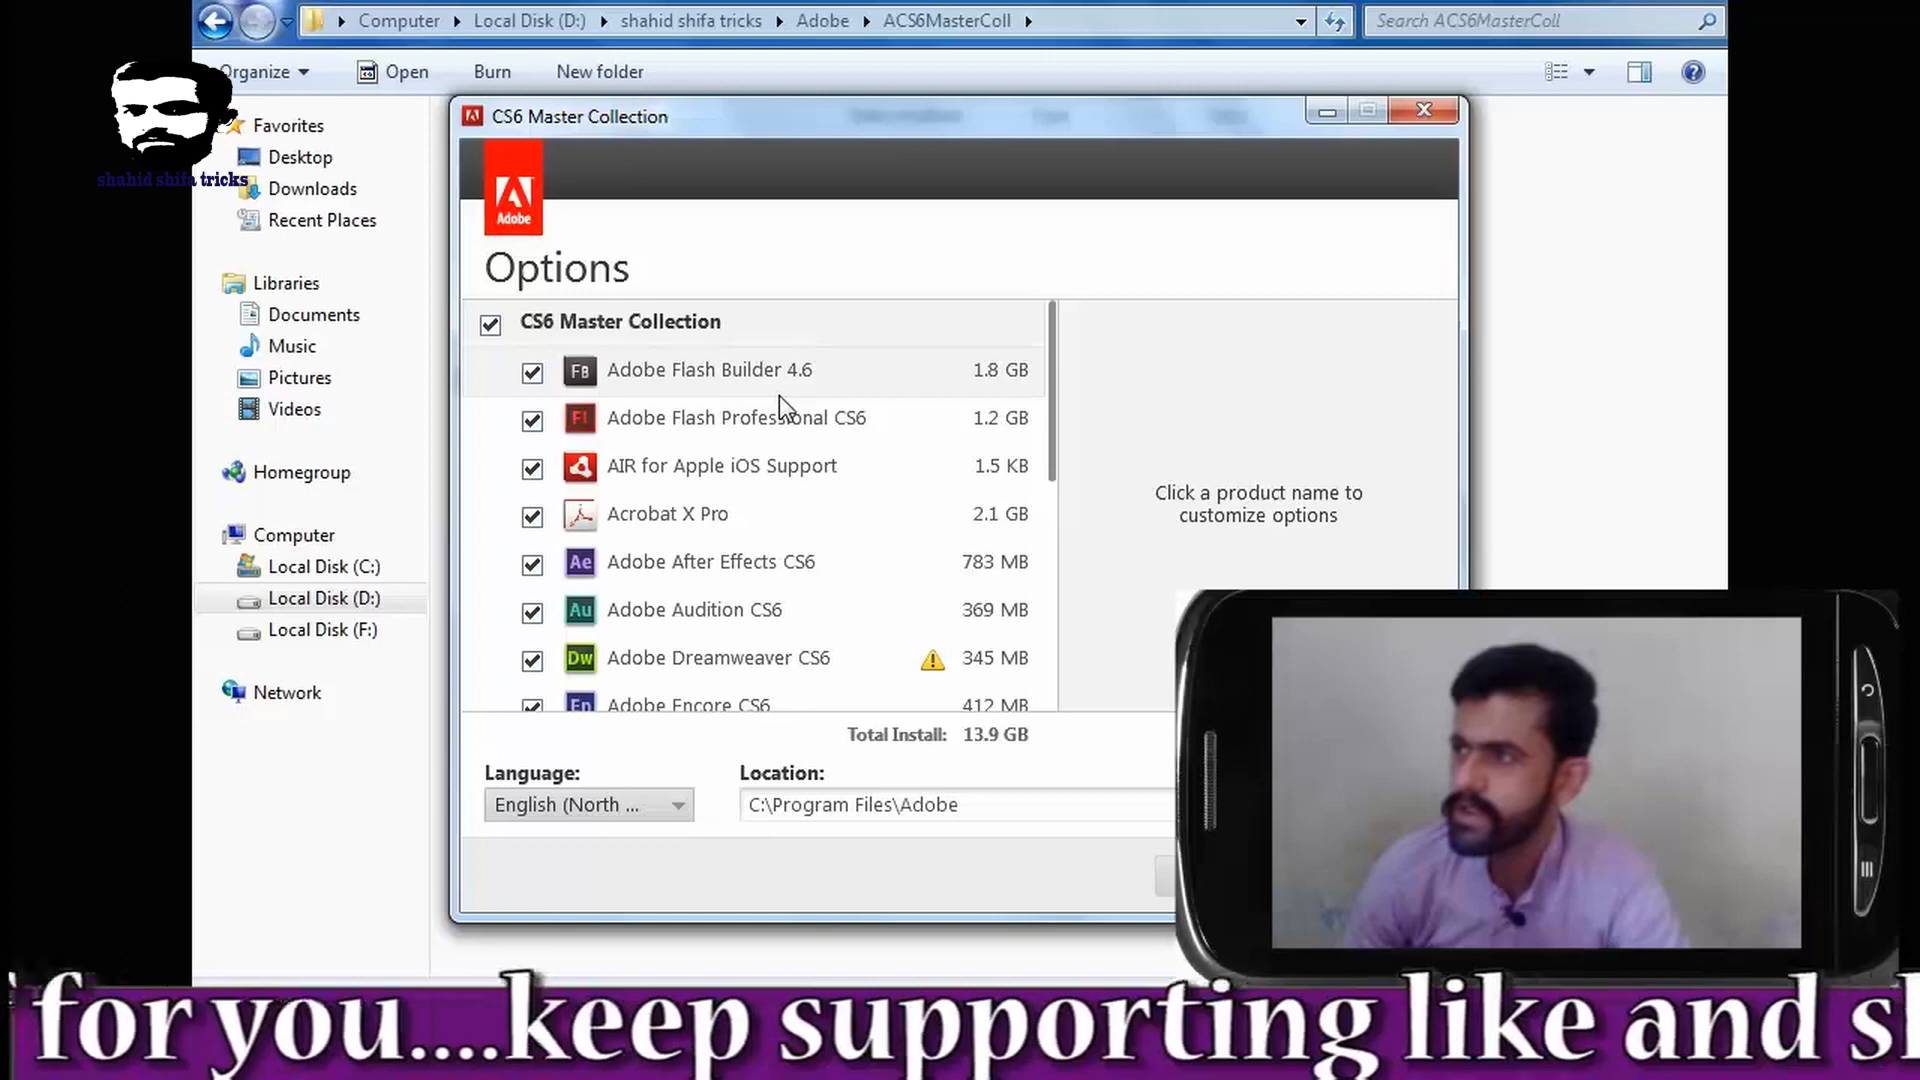 Computer Local Disk (D:) shahid shifa tricks Adobe ACS6MasterColl
Search ACS6MasterColl
Organize Open Burn New folder
shahid shifa tricks
Favorites
Desktop
Downloads
Recent Places
Libraries
Documents
Music
Pictures
Videos
Homegroup
Computer
Local Disk (C:)
Local Disk (D:)
Local Disk (F:)
Network
CS6 Master Collection
Adobe
Options
CS6 Master Collection
FB Adobe Flash Builder 4.6 1.8 GB
Fl Adobe Flash Professional CS6 1.2 GB
AIR for Apple iOS Support 1.5 KB
Acrobat X Pro 2.1 GB
Ae Adobe After Effects CS6 783 MB
Au Adobe Audition CS6 369 MB
Dw Adobe Dreamweaver CS6 345 MB
En Adobe Encore CS6 412 MB
Click a product name to
customize options
Total Install: 13.9 GB
Language:
English (North ...
Location:
C:\Program Files\Adobe
for you....keep supporting like and s